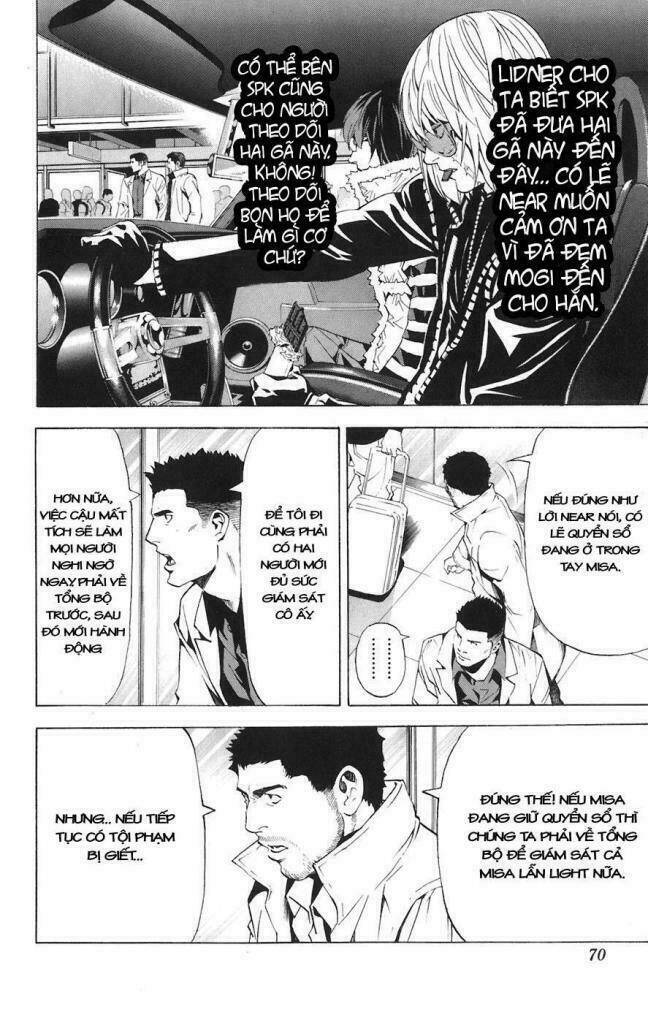 LIDNER CHO
TA BIẾT SPK
ĐÃ ĐƯA HAI
GÃ NÀY ĐẾN
ĐÂY... CÓ LẼ
NEAR MUỐN
CẢM ƠN TA
VÌ ĐÃ ĐEM
MOGI ĐẾN
CHO HẮN.
CÓ THỂ BÊN
SPK CŨNG
CHO NGƯỜI
THEO DÕI
HAI GÃ NÀY.
KHÔNG!
THEO DÕI
BỌN HỌ ĐỂ
LÀM GÌ CƠ
CHỨ?
NẾU ĐÚNG NHƯ
LỜI NEAR NÓI, CÓ
LẼ QUYỂN SỔ
ĐANG Ở TRONG
TAY MISA.
ĐỂ TÔI ĐI
CÙNG PHẢI
CÓ HAI
NGƯỜI MỚI
ĐỦ SỨC
GIÁM SÁT
CÔ ẤY
HƠN NỮA,
VIỆC CẬU MẤT
TÍCH SẼ LÀM
MỌI NGƯỜI
NGHI NGỜ
NGAY.PHẢI VỀ
TỔNG BỘ
TRƯỚC, SAU
ĐÓ MỚI HÀNH
ĐỘNG
ĐÚNG THẾ! NẾU MISA
ĐANG GIỮ QUYỂN SỔ THÌ
CHÚNG TA PHẢI VỀ TỔNG
BỘ ĐỂ GIÁM SÁT CẢ
MISA LẪN LIGHT NỮA.
NHƯNG.. NẾU TIẾP
TỤC CÓ TỘI PHẠM
BỊ GIẾT...
70